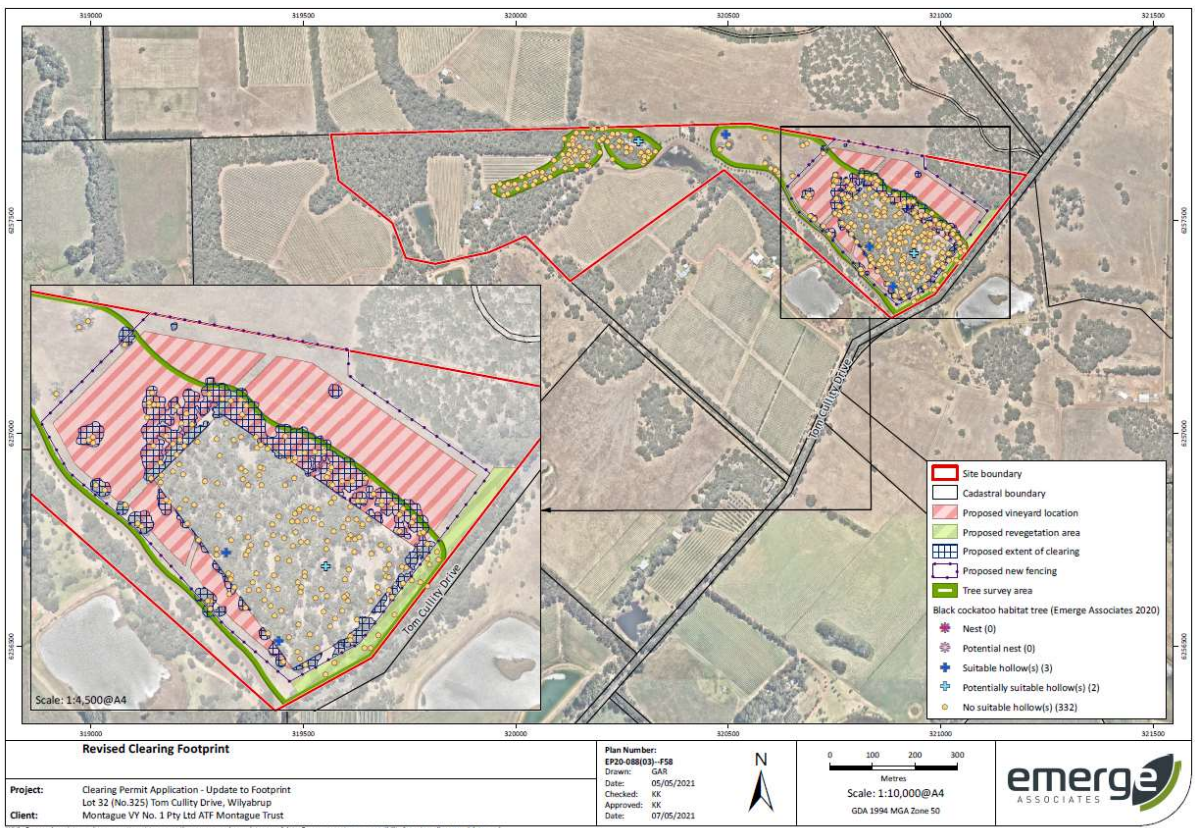 319000 319500 320000 320500 321000 321500
6257500 6257500
6257000 6257000
6256500
Tom Cullity Drive
Tom Cullity Drive
Scale: 1:4,500@A4
Site boundary
Cadastral boundary
Proposed vineyard location
Proposed revegetation area
Proposed extent of clearing
Proposed new fencing
Tree survey area
Black cockatoo habitat tree (Emerge Associates 2020)
Nest (0)
Potential nest (0)
Suitable hollow(s) (3)
Potentially suitable hollow(s) (2)
No suitable hollow(s) (332)
319000 319500 320000 320500 321000 321500
Revised Clearing Footprint
Project: Clearing Permit Application - Update to Footprint
Lot 32 (No.325) Tom Cullity Drive, Wilyabrup
Client: Montague VY No. 1 Pty Ltd ATF Montague Trust
Plan Number:
EP20-088(03)--F58
Drawn: GAR
Date: 05/05/2021
Checked: KK
Approved: KK
Date: 07/05/2021
N
0 100 200 300
Metres
Scale: 1:10,000@A4
GDA 1994 MGA Zone 50
emerge
ASSOCIATES